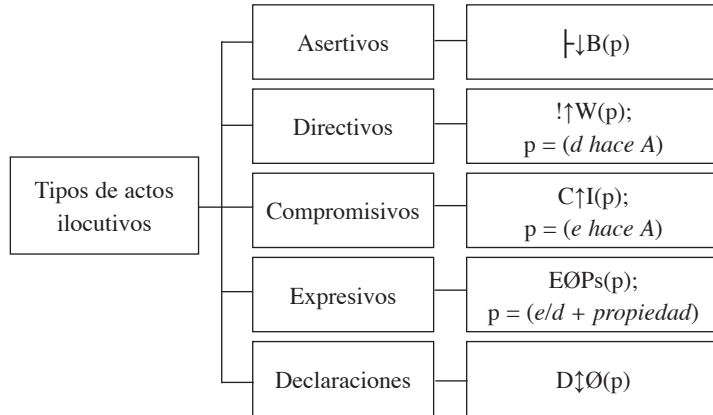 Tipos de actos
ilocutivos
Asertivos
├↓B(p)
Directivos
!↑W(p);
p = (d hace A)
Compromisivos
C↑I(p);
p = (e hace A)
Expresivos
EØPs(p);
p = (e/d + propiedad)
Declaraciones
D↕Ø(p)